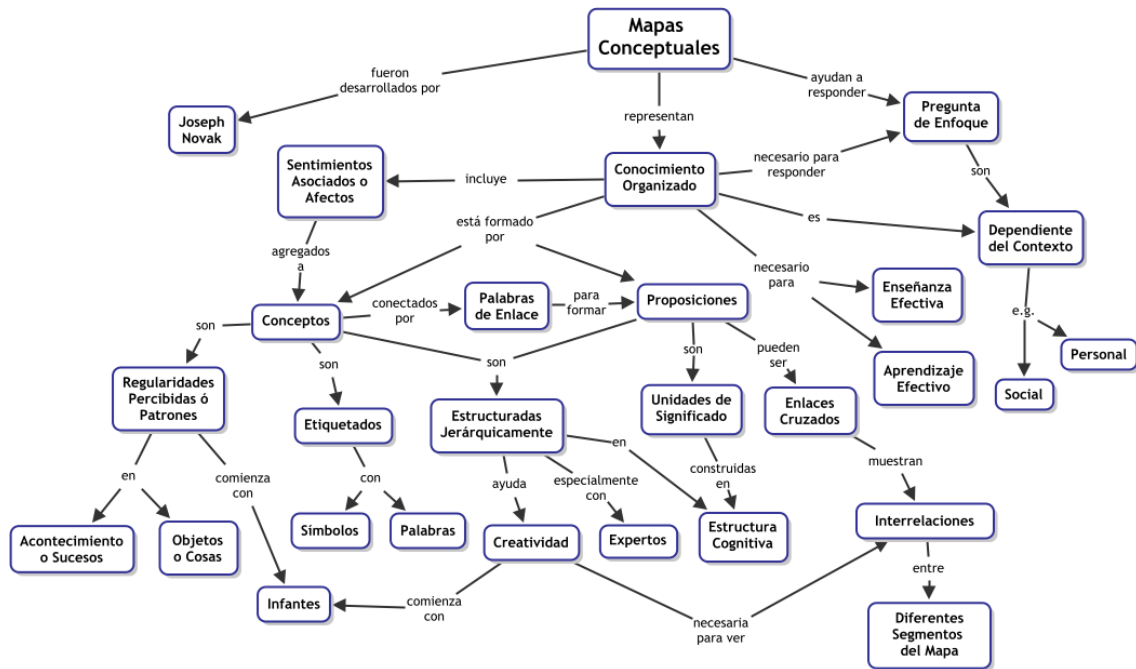 Mapas
Conceptuales
fueron
desarrollados por
ayudan a
responder
representan
Joseph
Novak
Pregunta
de Enfoque
Sentimientos
Asociados o
Afectos
incluye
Conocimiento
Organizado
necesario para
responder
son
está formado
por
es
Dependiente
del Contexto
agregados
a
necesario
para
Enseñanza
Efectiva
Conceptos
conectados
por
Palabras
de Enlace
para
formar
Proposiciones
e.g.
son
son
son
son
pueden
ser
Personal
Aprendizaje
Efectivo
Social
Regularidades
Percibidas ó
Patrones
Etiquetados
Estructuradas
Jerárquicamente
Unidades de
Significado
Enlaces
Cruzados
en
comienza
con
con
ayuda
especialmente
con
en
construidas
en
muestran
Acontecimiento
o Sucesos
Objetos
o Cosas
Símbolos
Palabras
Creatividad
Expertos
Estructura
Cognitiva
Interrelaciones
Infantes
comienza
con
necesaria
para ver
entre
Diferentes
Segmentos
del Mapa